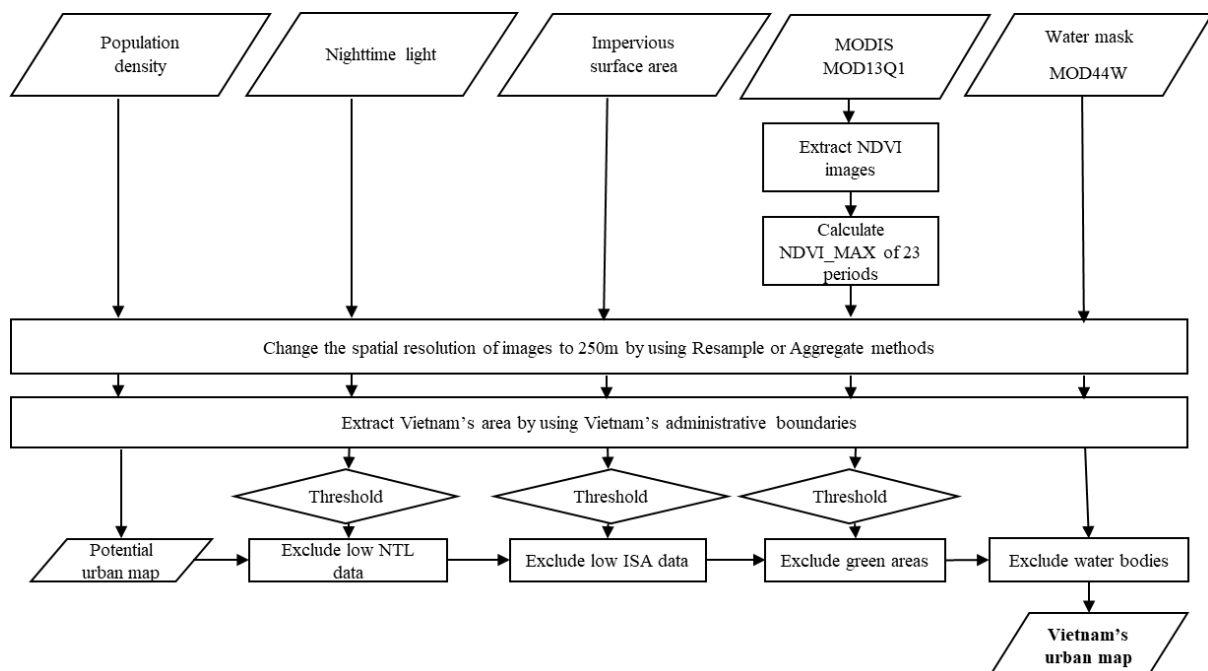 Population
density
Nighttime light
Impervious
surface area
MODIS
MOD13Q1
Water mask
MOD44W
Extract NDVI
images
Calculate
NDVI_MAX of 23
periods
Change the spatial resolution of images to 250m by using Resample or Aggregate methods
Extract Vietnam's area by using Vietnam's administrative boundaries
Threshold
Threshold
Threshold
Potential
urban map
Exclude low NTL
data
Exclude low ISA data
Exclude green areas
Exclude water bodies
Vietnam's
urban map